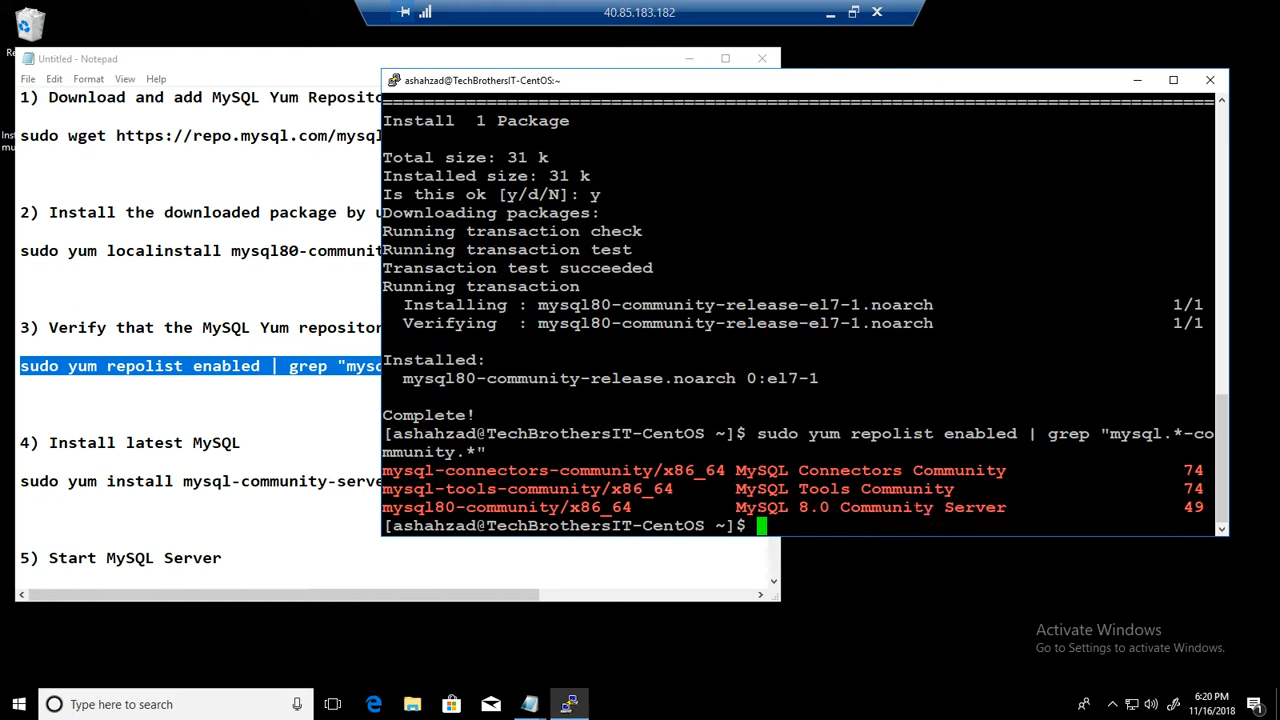 40.85.183.182
Untitled - Notepad
File Edit Format View Help
1) Download and add MySQL Yum Reposito
sudo wget https://repo.mysql.com/mysql
2) Install the downloaded package by u
sudo yum localinstall mysql80-communit
3) Verify that the MySQL Yum repositor
sudo yum repolist enabled | grep "mysc
4) Install latest MySQL
sudo yum install mysql-community-serve
5) Start MySQL Server
ashahzad@TechBrothersIT-CentOS:~
Install 1 Package
Total size: 31 k
Installed size: 31 k
Is this ok [y/d/N]: y
Downloading packages:
Running transaction check
Running transaction test
Transaction test succeeded
Running transaction
Installing : mysql80-community-release-el7-1.noarch 1/1
Verifying : mysql80-community-release-el7-1.noarch 1/1
Installed:
mysql80-community-release.noarch 0:el7-1
Complete!
[ashahzad@TechBrothersIT-CentOS ~]$ sudo yum repolist enabled | grep "mysql.*-co
mmunity.*"
mysql-connectors-community/x86_64 MySQL Connectors Community 74
mysql-tools-community/x86_64 MySQL Tools Community 74
mysql80-community/x86_64 MySQL 8.0 Community Server 49
[ashahzad@TechBrothersIT-CentOS ~]$
Activate Windows
Go to Settings to activate Windows.
Type here to search
6:20 PM
11/16/2018